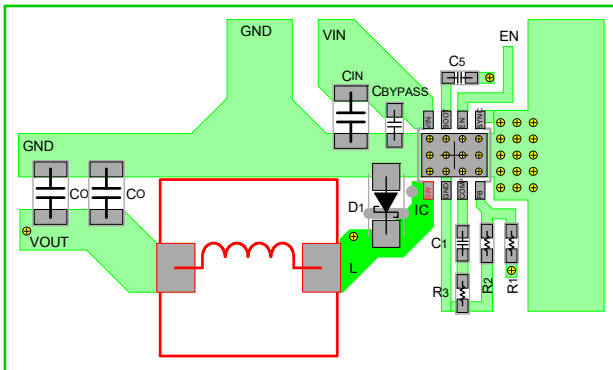 GND
VIN
EN
C5
CIN
CBYPASS
VIN
BOOT
EN
SYNC
GND
CO
CO
D1
IC
SW
GND
COMP
FB
VOUT
L
C1
R3
R2
R1